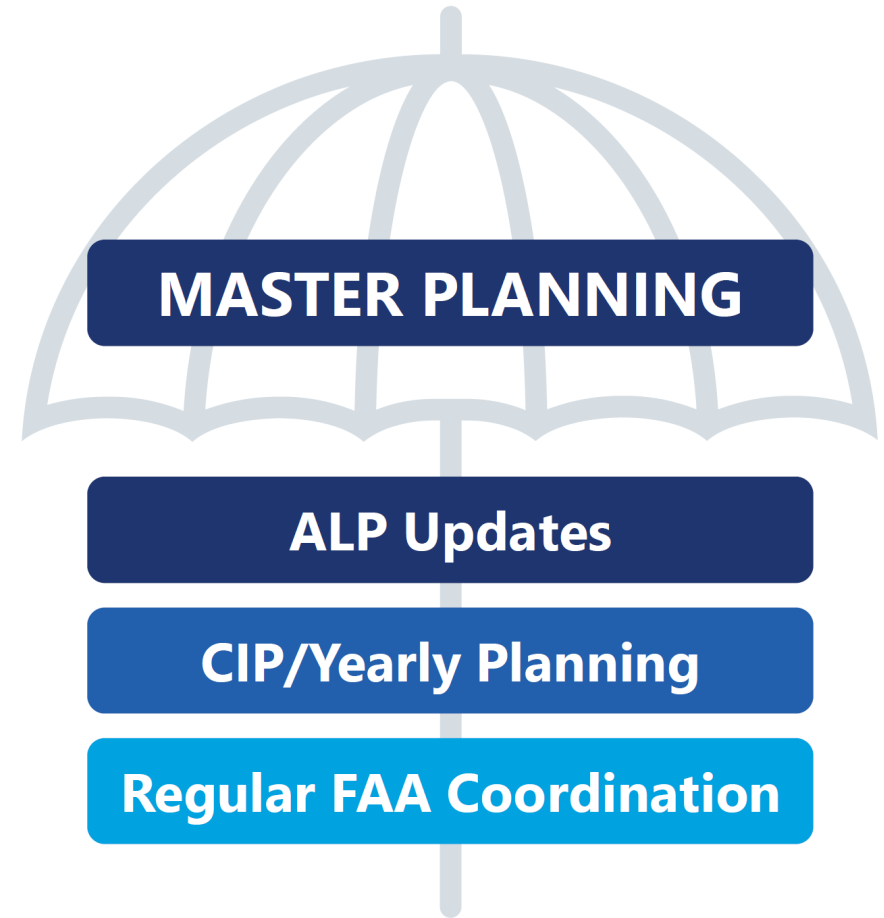 MASTER PLANNING
ALP Updates
CIP/Yearly Planning
Regular FAA Coordination